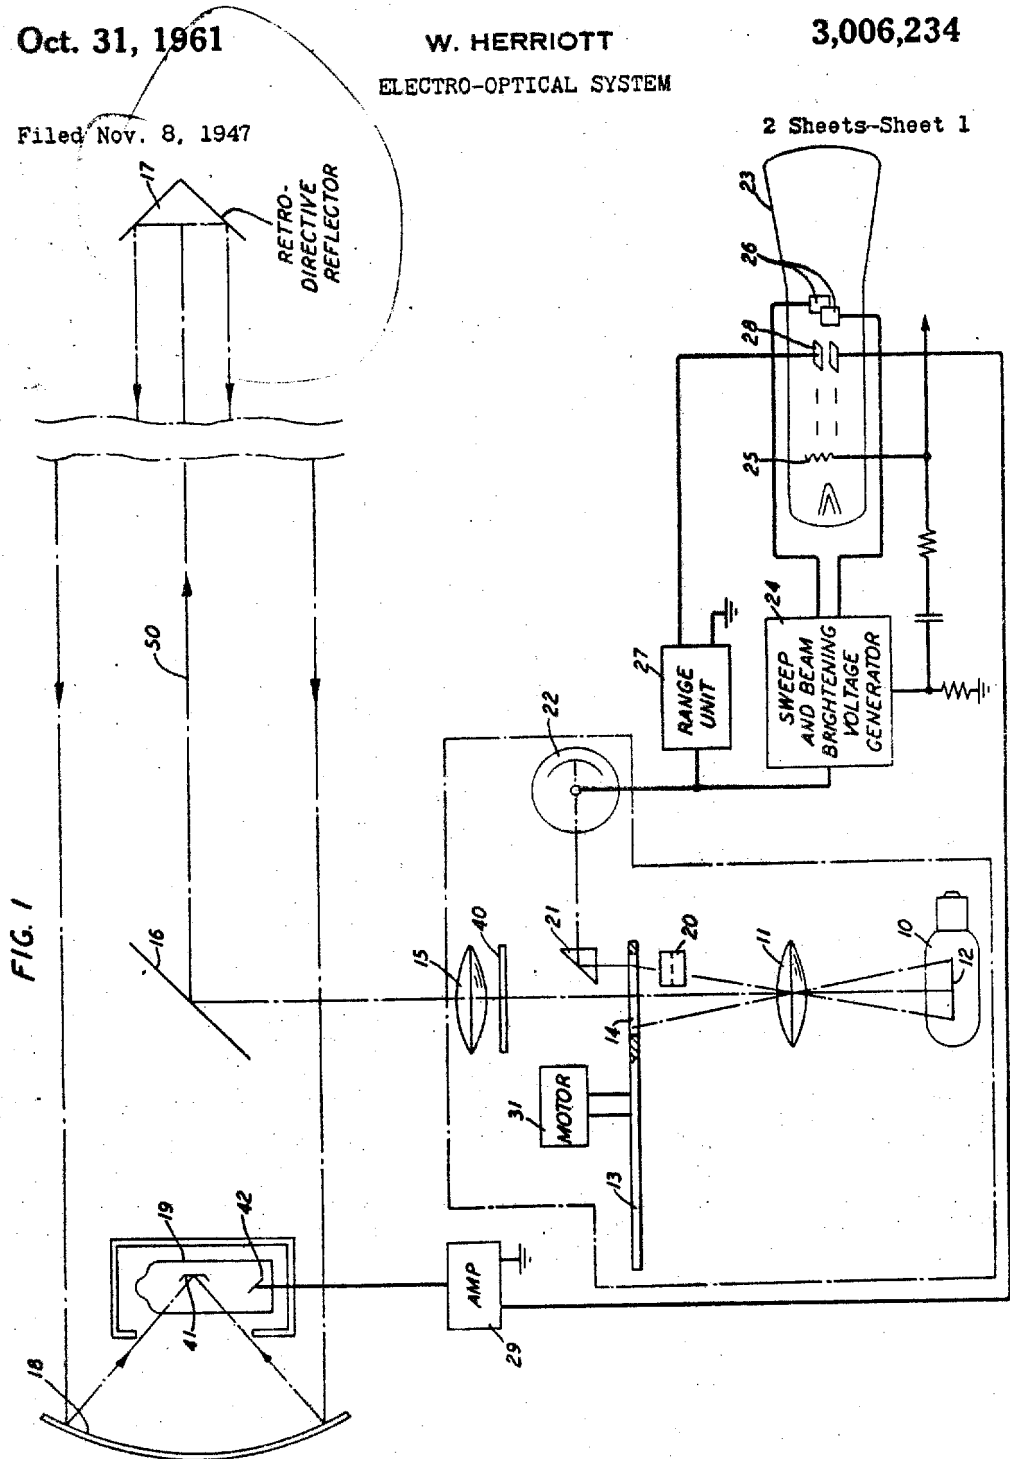 Oct. 31, 1961
W. HERRIOTT
3,006,234
ELECTRO-OPTICAL SYSTEM
Filed Nov. 8, 1947
2 Sheets-Sheet 1
FIG. 1
17
RETRO-
DIRECTIVE
REFLECTOR
23
26
28
25
50
27
RANGE
UNIT
24
SWEEP
AND BEAM
BRIGHTENING
VOLTAGE
GENERATOR
22
16
15
40
21
20
14
11
10
12
31
MOTOR
13
19
42
41
18
AMP
29